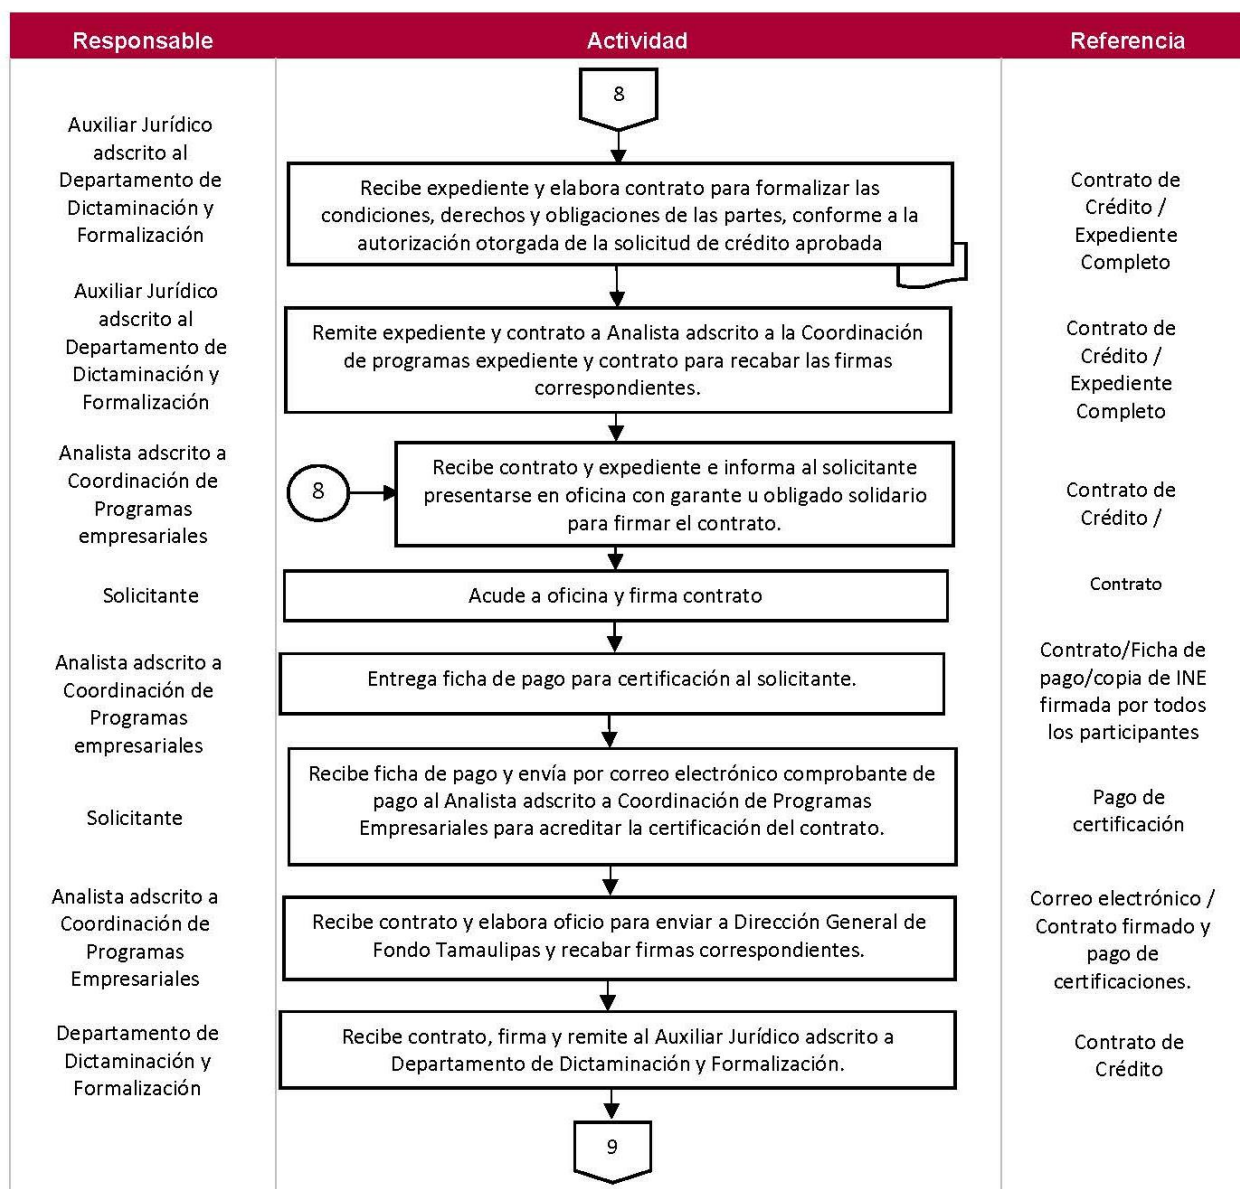 Responsable
Actividad
Referencia
8
Auxiliar Jurídico
adscrito al
Departamento de
Dictaminación y
Formalización
Recibe expediente y elabora contrato para formalizar las
condiciones, derechos y obligaciones de las partes, conforme a la
autorización otorgada de la solicitud de crédito aprobada
Contrato de
Crédito /
Expediente
Completo
Auxiliar Jurídico
adscrito al
Departamento de
Dictaminación y
Formalización
Remite expediente y contrato a Analista adscrito a la Coordinación
de programas expediente y contrato para recabar las firmas
correspondientes.
Contrato de
Crédito /
Expediente
Completo
Analista adscrito a
Coordinación de
Programas
empresariales
8
Recibe contrato y expediente e informa al solicitante
presentarse en oficina con garante u obligado solidario
para firmar el contrato.
Contrato de
Crédito /
Solicitante
Acude a oficina y firma contrato
Contrato
Analista adscrito a
Coordinación de
Programas
empresariales
Entrega ficha de pago para certificación al solicitante.
Contrato/Ficha de
pago/copia de INE
firmada por todos
los participantes
Solicitante
Recibe ficha de pago y envía por correo electrónico comprobante de
pago al Analista adscrito a Coordinación de Programas
Empresariales para acreditar la certificación del contrato.
Pago de
certificación
Analista adscrito a
Coordinación de
Programas
Empresariales
Recibe contrato y elabora oficio para enviar a Dirección General de
Fondo Tamaulipas y recabar firmas correspondientes.
Correo electrónico /
Contrato firmado y
pago de
certificaciones.
Departamento de
Dictaminación y
Formalización
Recibe contrato, firma y remite al Auxiliar Jurídico adscrito a
Departamento de Dictaminación y Formalización.
Contrato de
Crédito
9